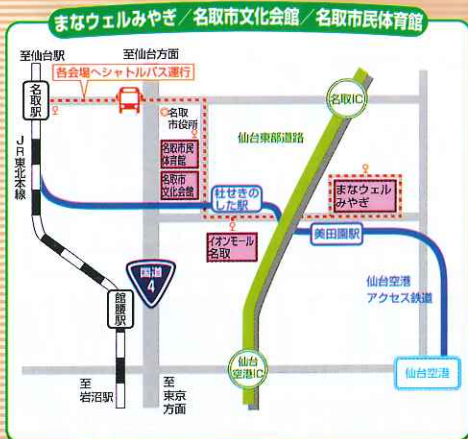 まなウェルみやぎ／名取市文化会館／名取市民体育館
至仙台駅
至仙台方面
各会場へシャトルバス運行
名取駅
名取
市役所
名取IC
JR東北本線
名取市民
体育館
仙台東部道路
名取市
文化会館
杜せきの
した駅
まなウェル
みやぎ
イオンモール
名取
美田園駅
国道
4
仙台空港
アクセス鉄道
館腰駅
仙台
空港IC
仙台空港
至
岩沼駅
至
東京
方面